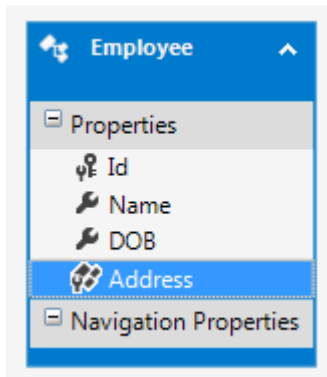 Employee
Properties
Id
Name
DOB
Address
Navigation Properties